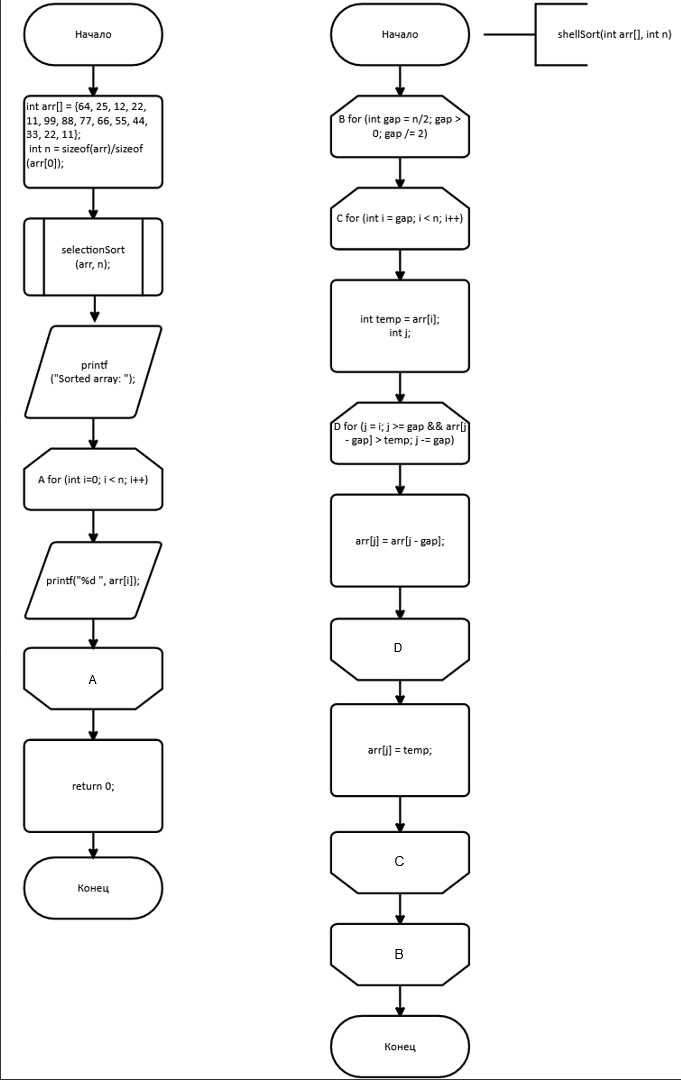 Начало
int arr[] = {64, 25, 12, 22,
11, 99, 88, 77, 66, 55, 44,
33, 22, 11};
int n = sizeof(arr)/sizeof
(arr[0]);
selectionSort
(arr, n);
printf
("Sorted array: ");
A for (int i=0; i < n; i++)
printf("%d ", arr[i]);
A
return 0;
Конец
Начало
shellSort(int arr[], int n)
B for (int gap = n/2; gap >
0; gap /= 2)
C for (int i = gap; i < n; i++)
int temp = arr[i];
int j;
D for (j = i; j >= gap && arr[j
- gap] > temp; j -= gap)
arr[j] = arr[j - gap];
D
arr[j] = temp;
C
B
Конец